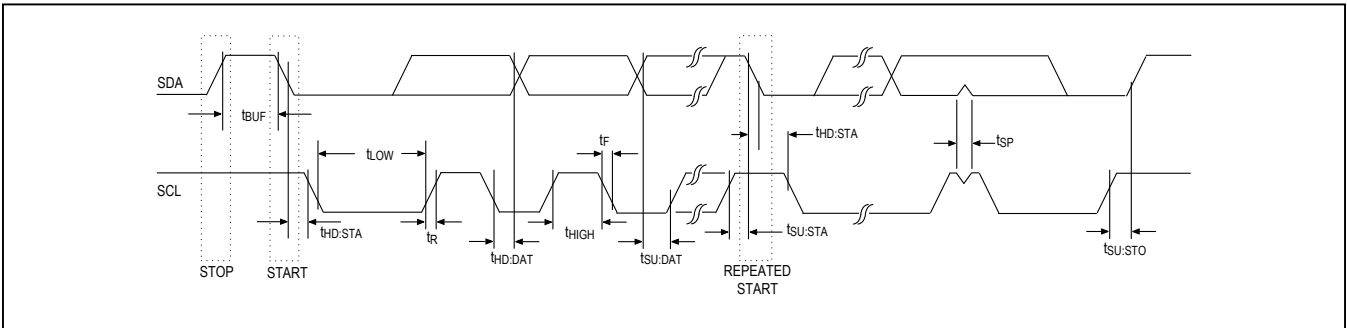 SDA
tBUF
tLOW
tF
tHD:STA
tSP
SCL
tHD:STA
tR
tHD:DAT
tHIGH
tSU:DAT
tSU:STA
tSU:STO
STOP
START
REPEATED
START